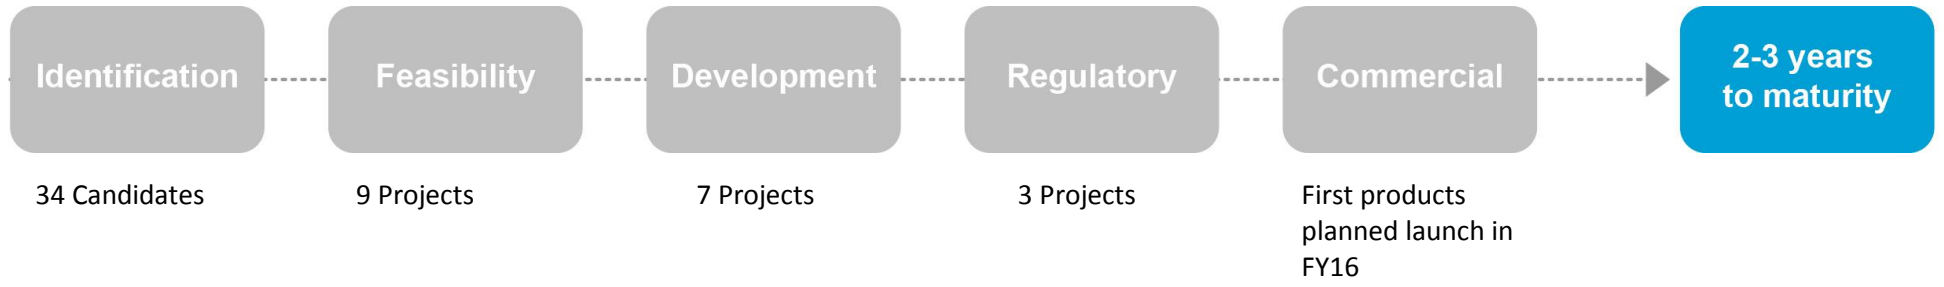 Identification
Feasibility
Development
Regulatory
Commercial
2-3 years
to maturity
34 Candidates
9 Projects
7 Projects
3 Projects
First products
planned launch in
FY16